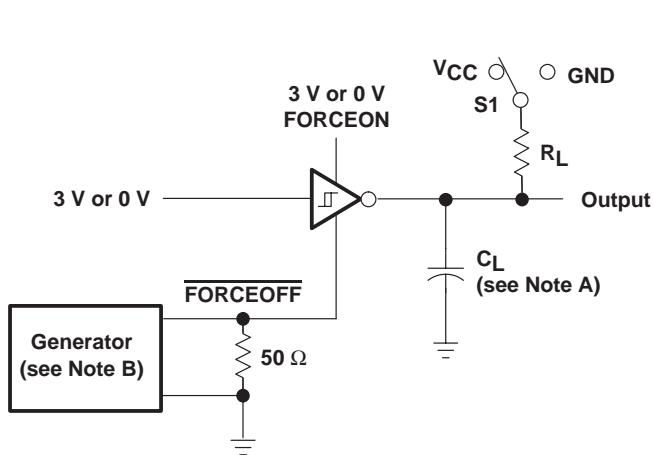 VCC
GND
S1
3 V or 0 V
FORCEON
RL
3 V or 0 V
Output
CL
(see Note A)
FORCEOFF
Generator
(see Note B)
50 Ω